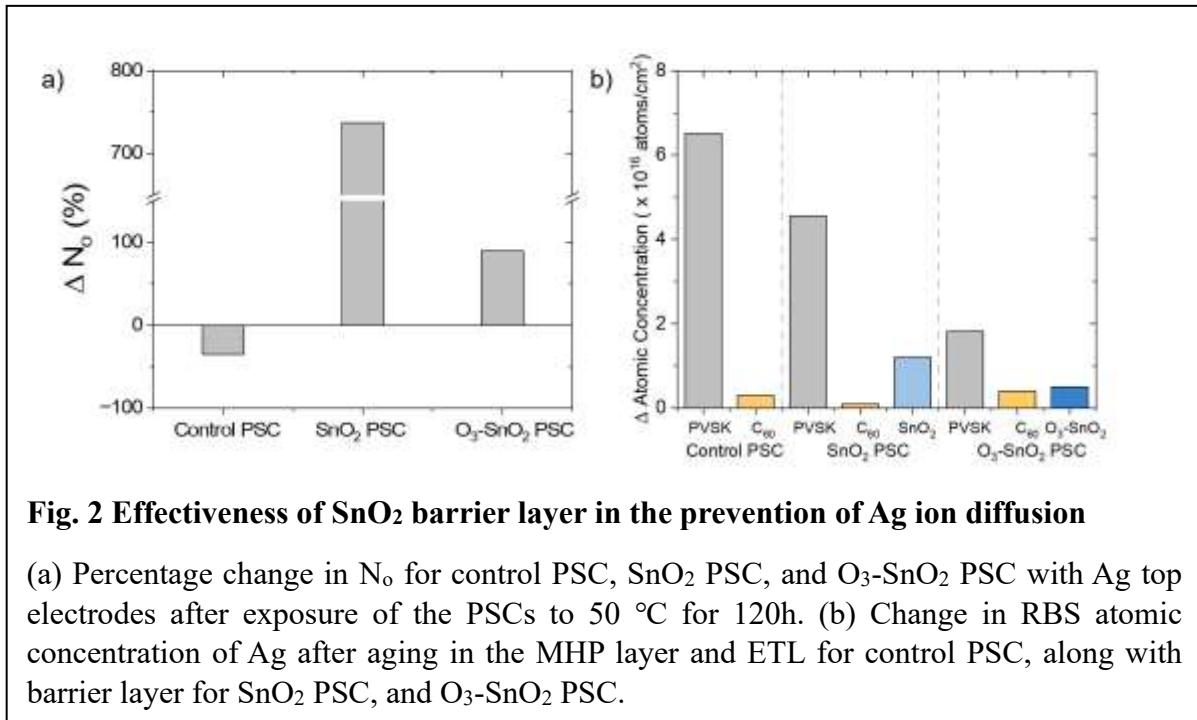 a)
800
700
100
0
−100
Δ Nₒ (%)
Control PSC
SnO₂ PSC
O₃-SnO₂ PSC
b)
8
6
4
2
0
Δ Atomic Concentration ( x 10¹⁶ atoms/cm²)
PVSK C₆₀ PVSK C₆₀ SnO₂ PVSK C₆₀ O₃-SnO₂
Control PSC SnO₂ PSC O₃-SnO₂ PSC
Fig. 2 Effectiveness of SnO₂ barrier layer in the prevention of Ag ion diffusion
(a) Percentage change in Nₒ for control PSC, SnO₂ PSC, and O₃-SnO₂ PSC with Ag top
electrodes after exposure of the PSCs to 50 °C for 120h. (b) Change in RBS atomic
concentration of Ag after aging in the MHP layer and ETL for control PSC, along with
barrier layer for SnO₂ PSC, and O₃-SnO₂ PSC.